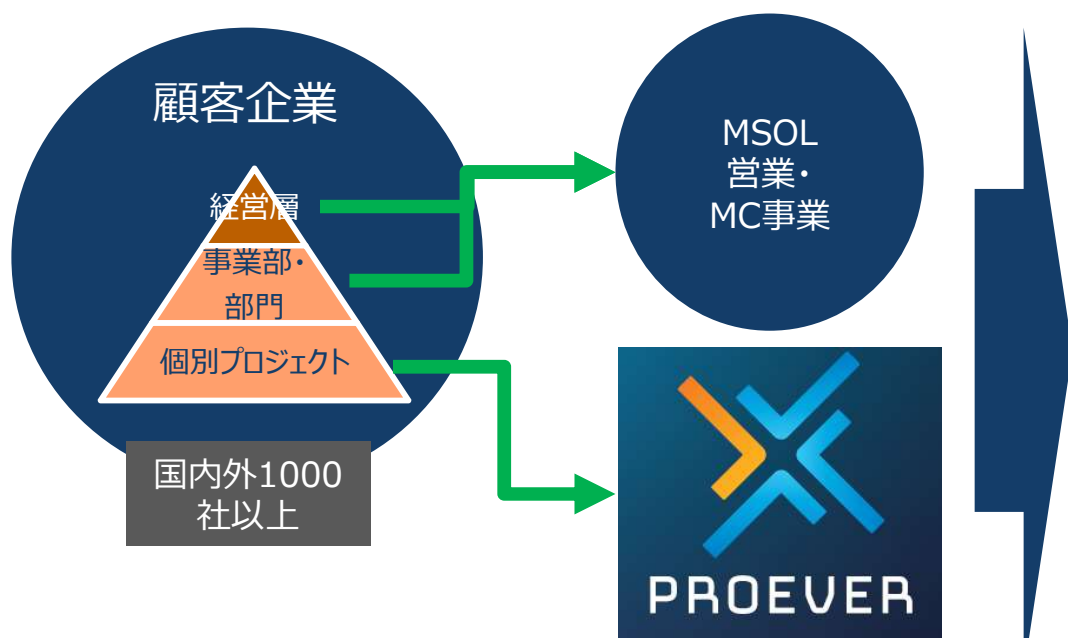 顧客企業
経営層
事業部・
部門
個別プロジェクト
国内外1000
社以上
MSOL
営業・
MC事業
PROEVER